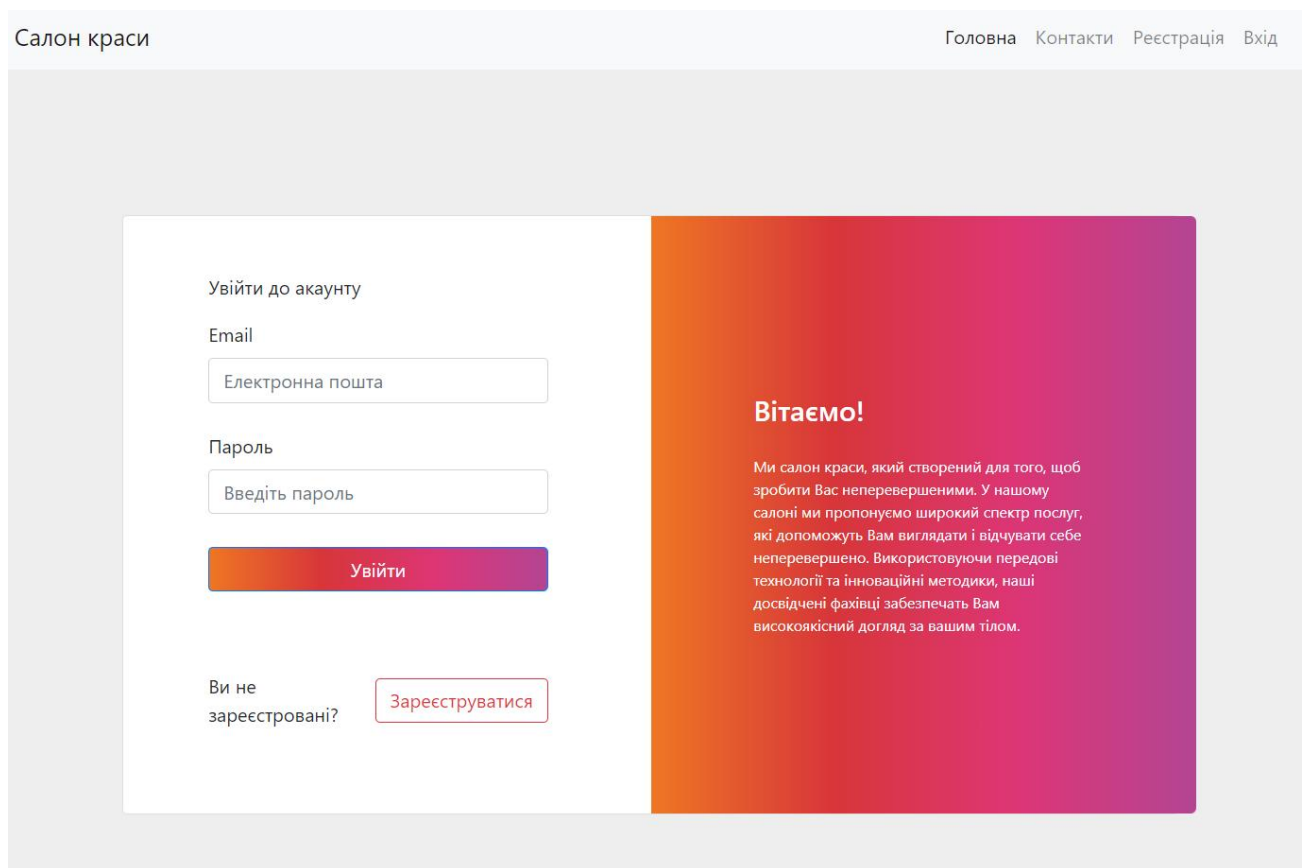 Салон краси
Головна Контакти Реєстрація Вхід
Увійти до акаунту
Email
Електронна пошта
Пароль
Введіть пароль
Увійти
Ви не
зареєстровані?
Зареєструватися
Вітаємо!
Ми салон краси, який створений для того, щоб
зробити Вас неперевершеними. У нашому
салоні ми пропонуємо широкий спектр послуг,
які допоможуть Вам виглядати і відчувати себе
неперевершено. Використовуючи передові
технології та інноваційні методики, наші
досвідчені фахівці забезпечать Вам
високоякісний догляд за вашим тілом.